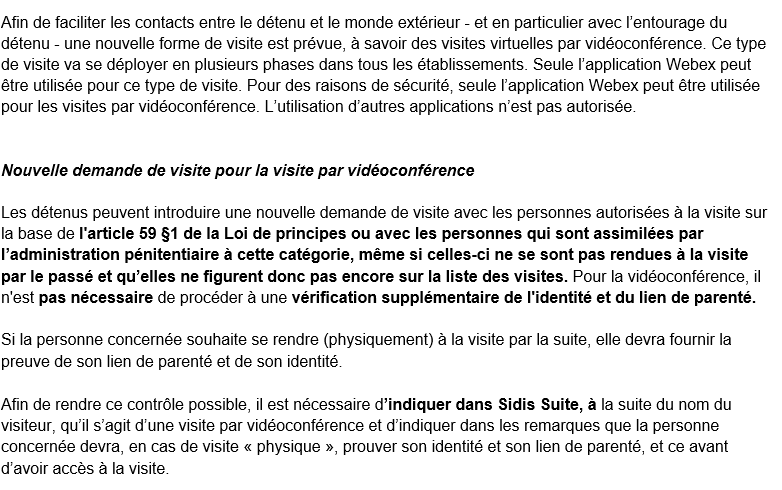 Afin de faciliter les contacts entre le détenu et le monde extérieur - et en particulier avec l’entourage du
détenu - une nouvelle forme de visite est prévue, à savoir des visites virtuelles par vidéoconférence. Ce type
de visite va se déployer en plusieurs phases dans tous les établissements. Seule l’application Webex peut
être utilisée pour ce type de visite. Pour des raisons de sécurité, seule l’application Webex peut être utilisée
pour les visites par vidéoconférence. L’utilisation d’autres applications n’est pas autorisée.
Nouvelle demande de visite pour la visite par vidéoconférence
Les détenus peuvent introduire une nouvelle demande de visite avec les personnes autorisées à la visite sur
la base de l'article 59 §1 de la Loi de principes ou avec les personnes qui sont assimilées par
l’administration pénitentiaire à cette catégorie, même si celles-ci ne se sont pas rendues à la visite
par le passé et qu’elles ne figurent donc pas encore sur la liste des visites. Pour la vidéoconférence, il
n'est pas nécessaire de procéder à une vérification supplémentaire de l'identité et du lien de parenté.
Si la personne concernée souhaite se rendre (physiquement) à la visite par la suite, elle devra fournir la
preuve de son lien de parenté et de son identité.
Afin de rendre ce contrôle possible, il est nécessaire d’indiquer dans Sidis Suite, à la suite du nom du
visiteur, qu’il s’agit d’une visite par vidéoconférence et d’indiquer dans les remarques que la personne
concernée devra, en cas de visite « physique », prouver son identité et son lien de parenté, et ce avant
d’avoir accès à la visite.